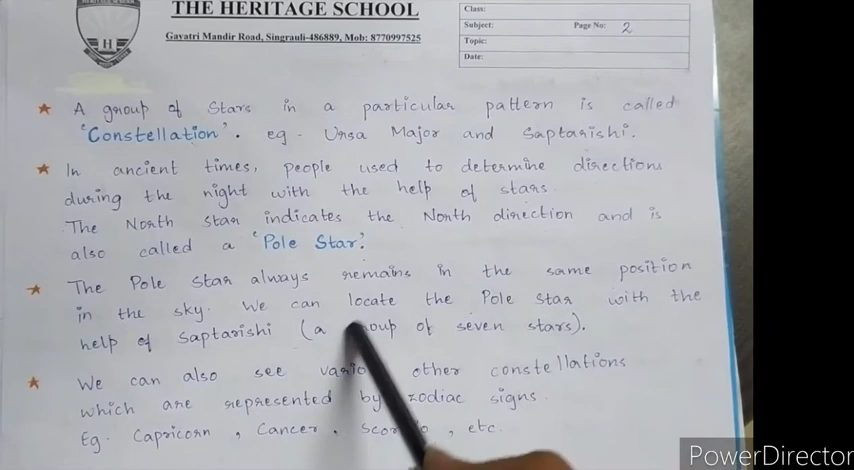 THE HERITAGE SCHOOL
Gayatri Mandir Road, Singrauli-486889, Mob: 8770997525
Class:
Subject: Page No: 2
Topic:
Date:
H
★ A group of Stars in a particular pattern is called
'Constellation'. eg - Ursa Major and Saptarishi.
★ In ancient times, people used to determine directions
during the night with the help of stars
The North star indicates the North direction and is
also called a 'Pole Star'.
★ The Pole star always remains in the same position
in the sky. We can locate the Pole star with the
help of Saptarishi (a group of seven stars).
★ We can also see various other constellations
which are represented by zodiac signs.
Eg. Capricorn, Cancer, Scorpio, etc.
PowerDirector